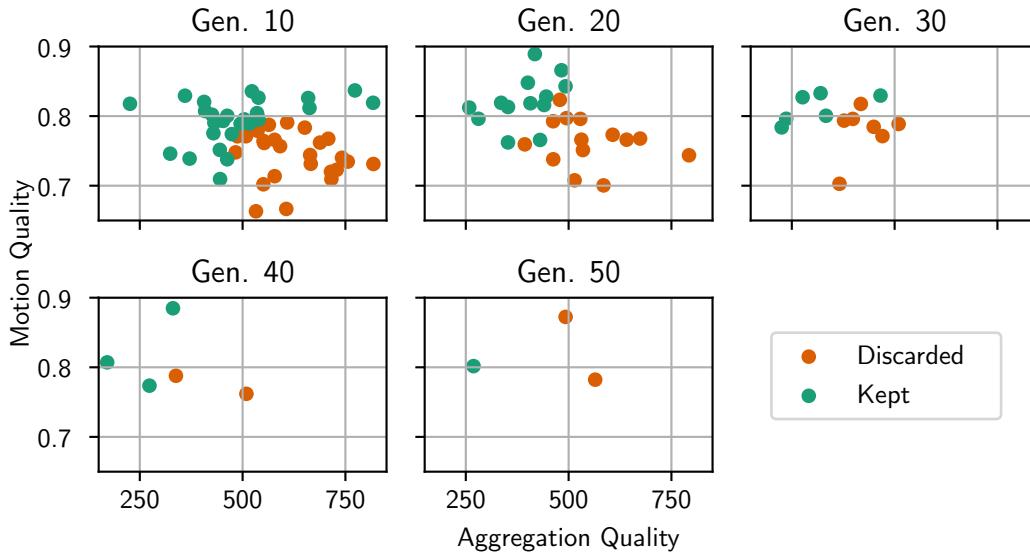 Gen. 10
Gen. 20
Gen. 30
0.9
0.8
0.7
Motion Quality
Gen. 40
Gen. 50
0.9
0.8
0.7
Discarded
Kept
250 500 750
250 500 750
Aggregation Quality